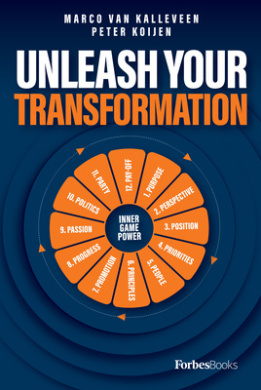 MARCO VAN KALLEVEEN
PETER KOIJEN
UNLEASH YOUR
TRANSFORMATION
1. PURPOSE
2. PERSPECTIVE
3. POSITION
4. PRIORITIES
5. PEOPLE
6. PRINCIPLES
7. PROMOTION
8. PROGRESS
9. PASSION
10. POLITICS
11. PARTY
12. PAY-OFF
INNER
GAME
POWER
ForbesBooks